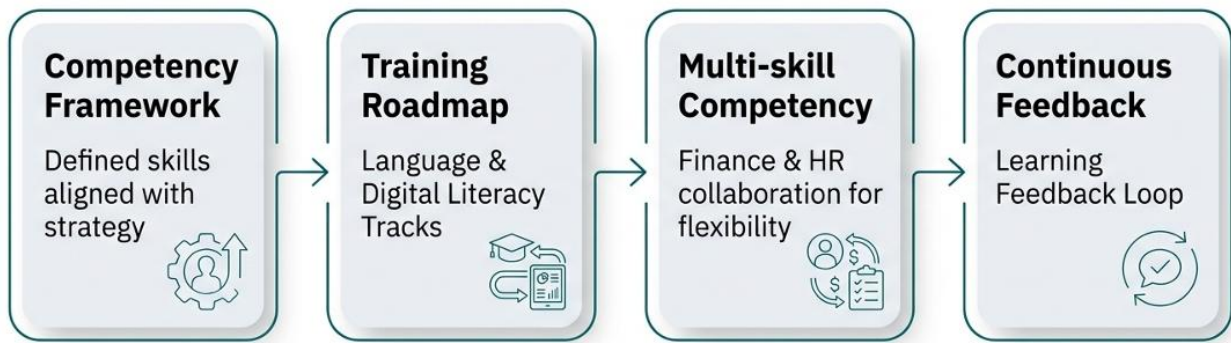 Competency
Framework
Defined skills
aligned with
strategy
Training
Roadmap
Language &
Digital Literacy
Tracks
Multi-skill
Competency
Finance & HR
collaboration for
flexibility
$
$
Continuous
Feedback
Learning
Feedback Loop